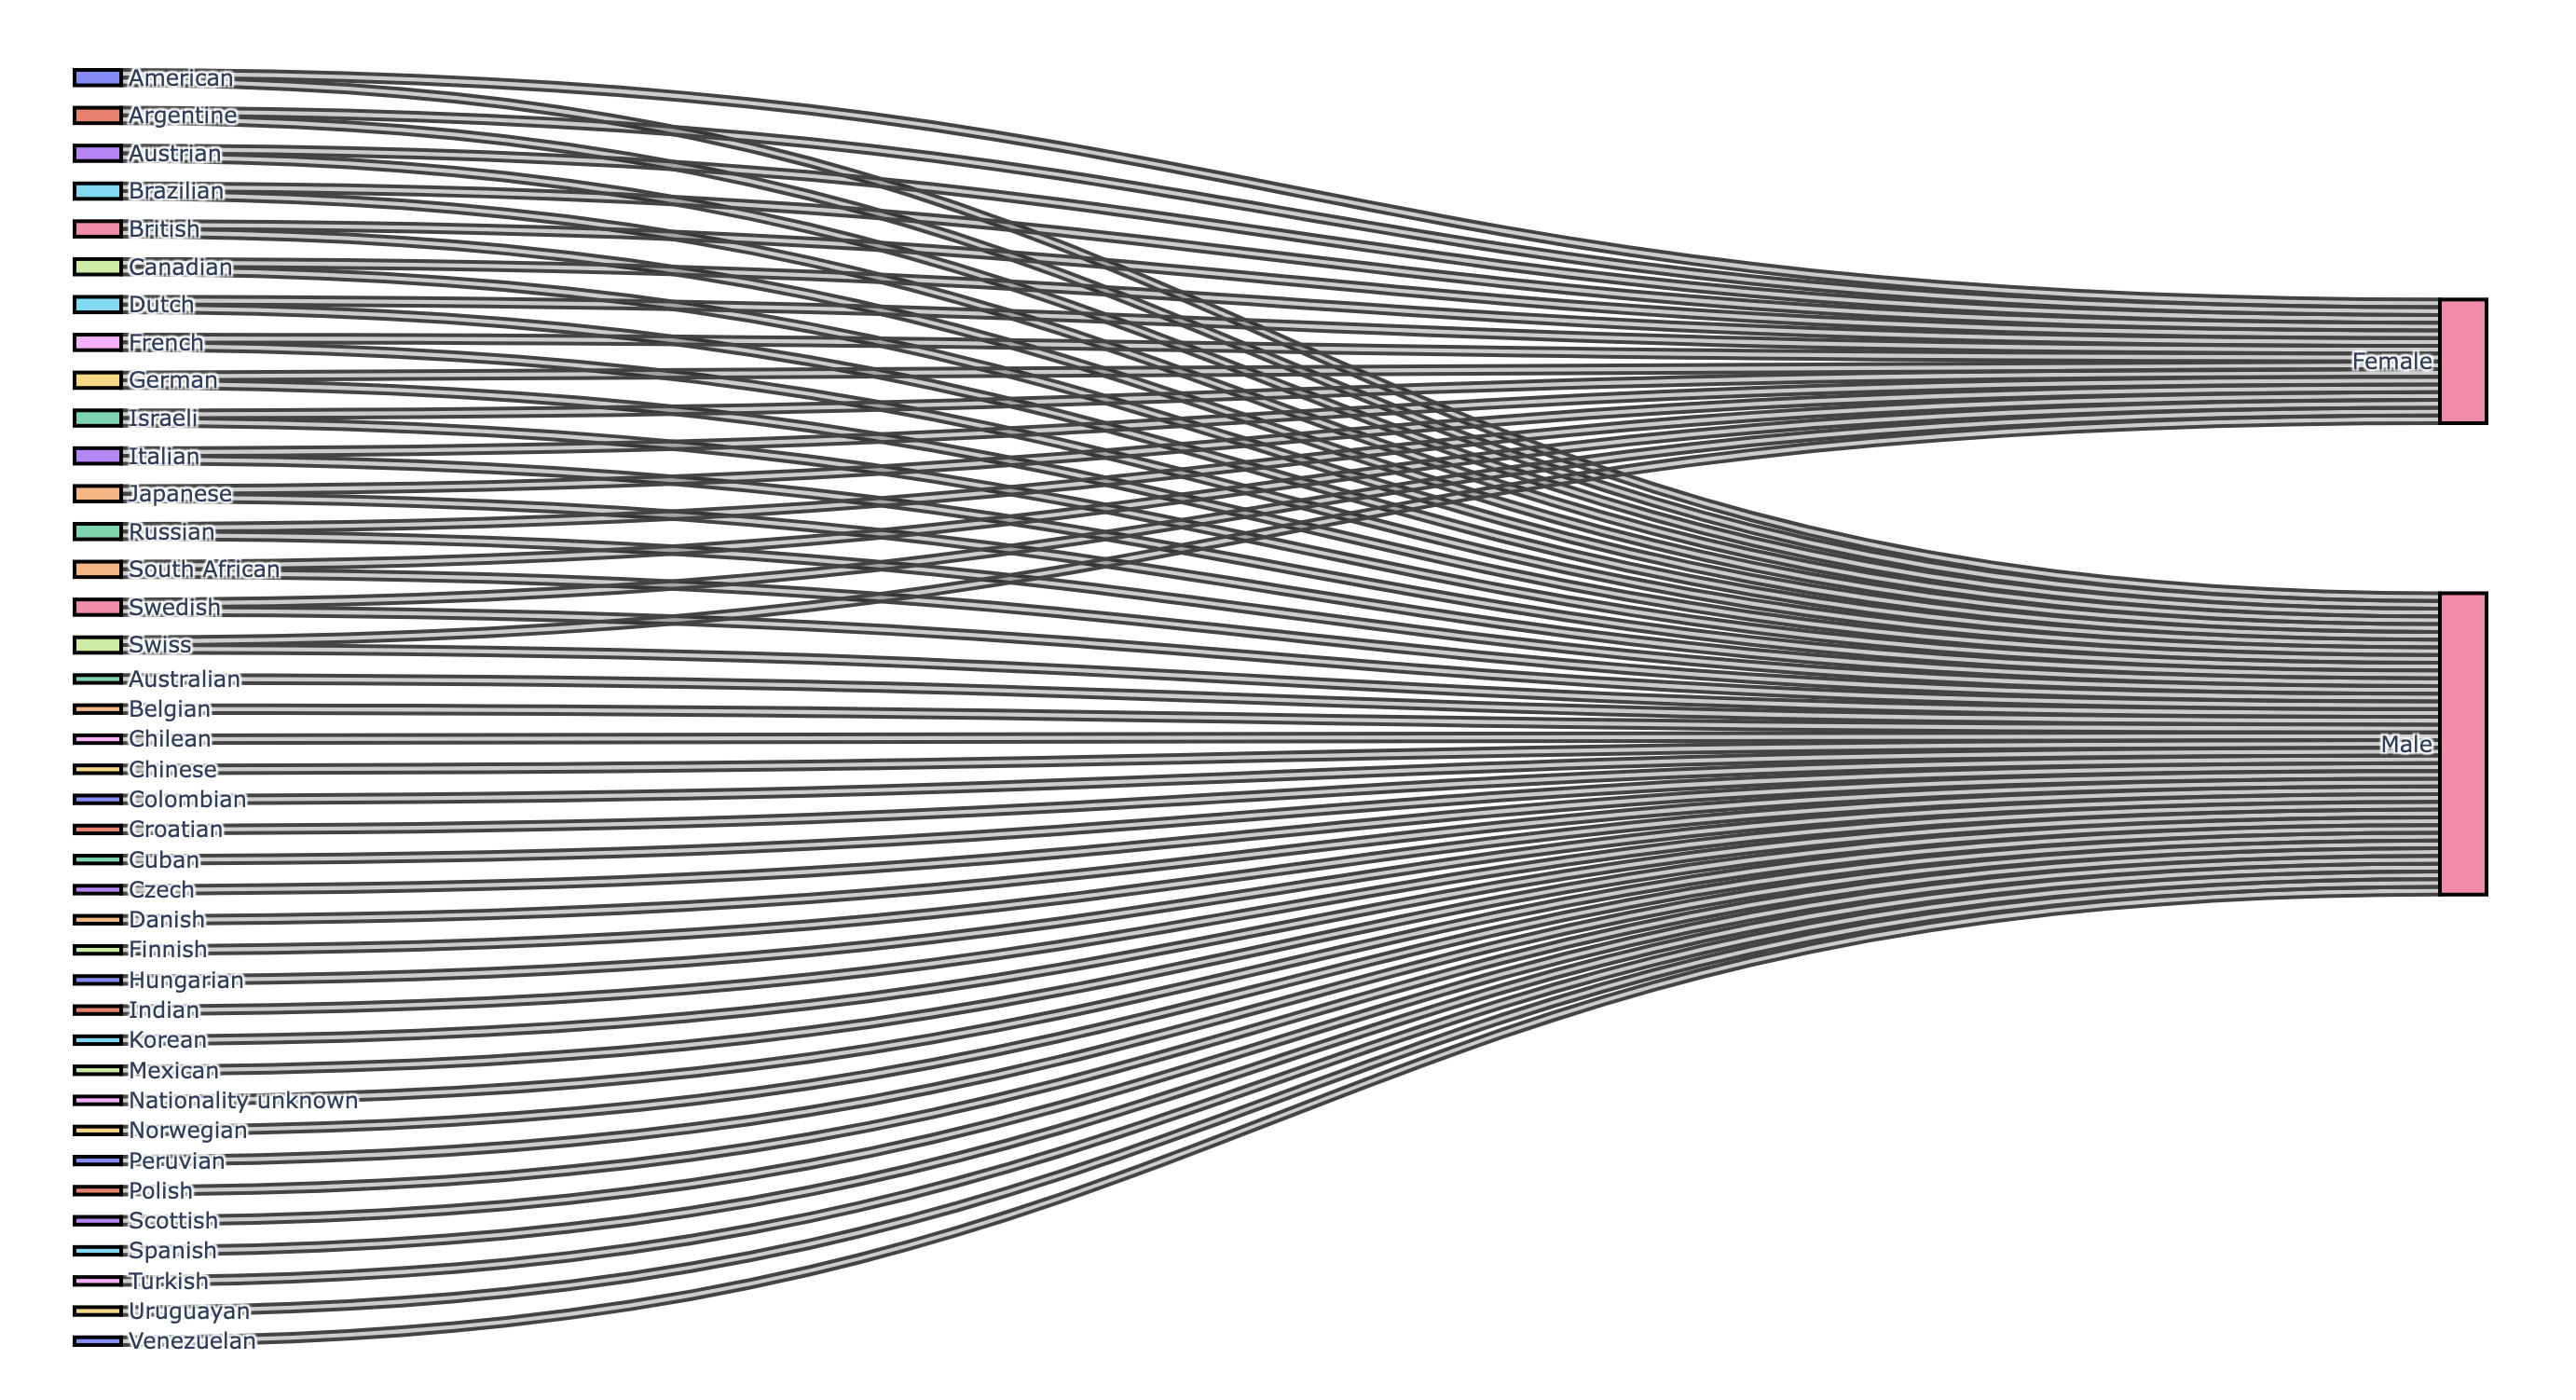 American
Argentine
Austrian
Brazilian
British
Canadian
Dutch
French
German
Israeli
Italian
Japanese
Russian
South African
Swedish
Swiss
Australian
Belgian
Chilean
Chinese
Colombian
Croatian
Cuban
Czech
Danish
Finnish
Hungarian
Indian
Korean
Mexican
Nationality unknown
Norwegian
Peruvian
Polish
Scottish
Spanish
Turkish
Uruguayan
Venezuelan
Female
Male